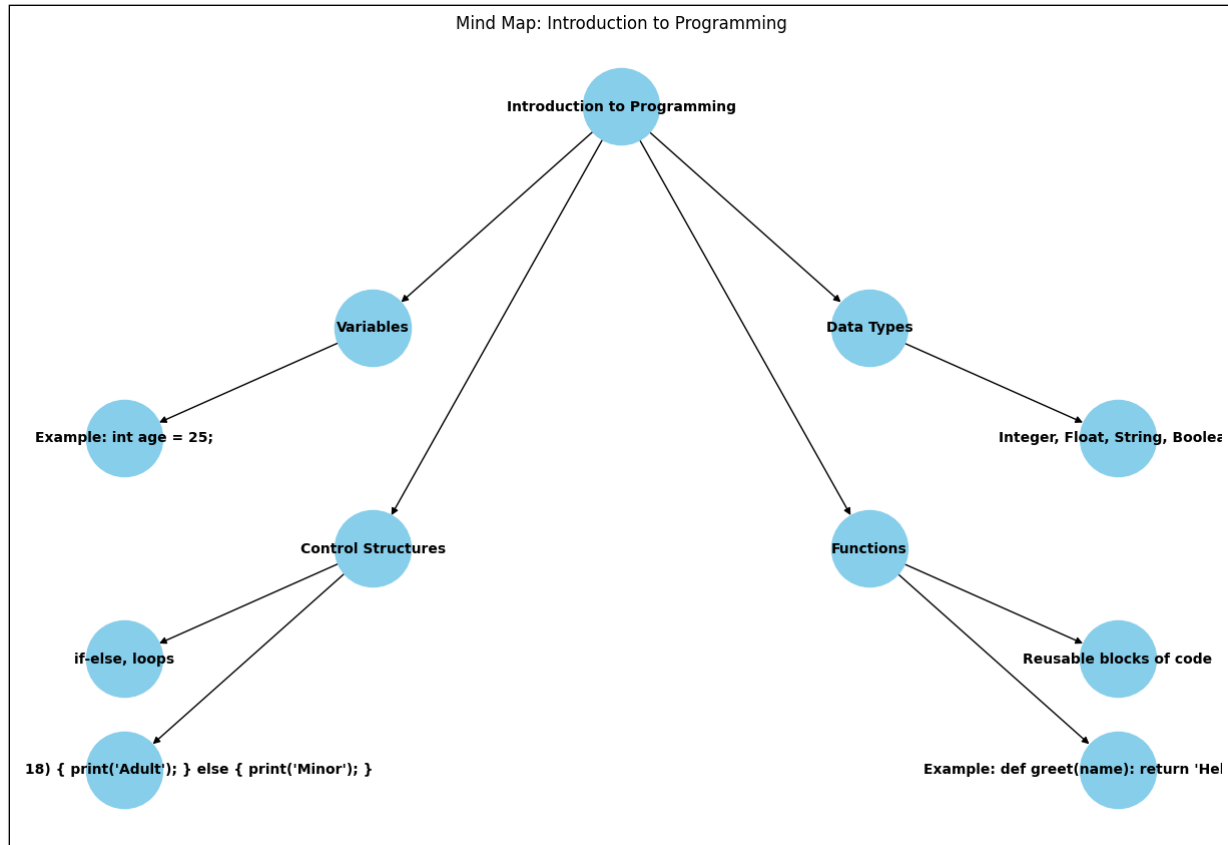 Mind Map: Introduction to Programming
Introduction to Programming
Variables
Data Types
Example: int age = 25;
Integer, Float, String, Boolea
Control Structures
Functions
if-else, loops
Reusable blocks of code
18) { print('Adult'); } else { print('Minor'); }
Example: def greet(name): return 'Hel